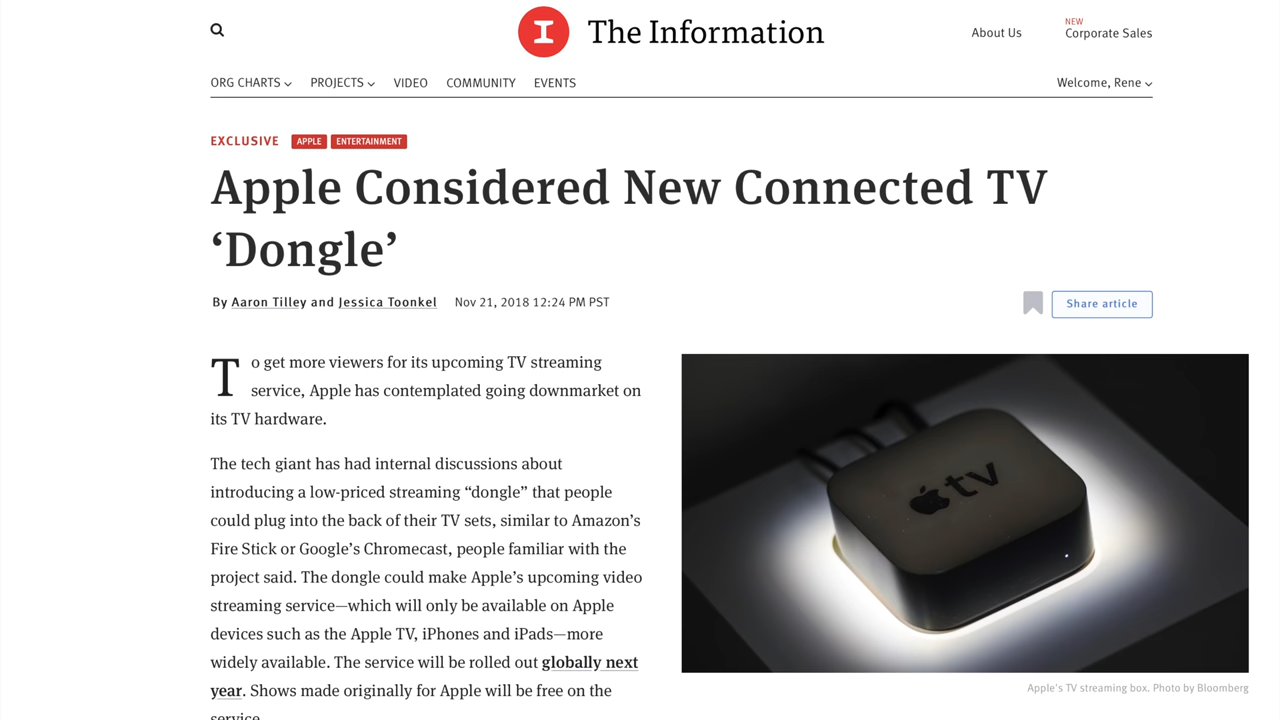 The Information
About Us
NEW
Corporate Sales
ORG CHARTS
PROJECTS
VIDEO
COMMUNITY
EVENTS
Welcome, Rene
EXCLUSIVE
APPLE
ENTERTAINMENT
Apple Considered New Connected TV
‘Dongle’
By Aaron Tilley and Jessica Toonkel
Nov 21, 2018 12:24 PM PST
Share article
To get more viewers for its upcoming TV streaming
service, Apple has contemplated going downmarket on
its TV hardware.
The tech giant has had internal discussions about
introducing a low-priced streaming “dongle” that people
could plug into the back of their TV sets, similar to Amazon’s
Fire Stick or Google’s Chromecast, people familiar with the
project said. The dongle could make Apple’s upcoming video
streaming service—which will only be available on Apple
devices such as the Apple TV, iPhones and iPads—more
widely available. The service will be rolled out globally next
year. Shows made originally for Apple will be free on the
service.
tv
Apple's TV streaming box. Photo by Bloomberg